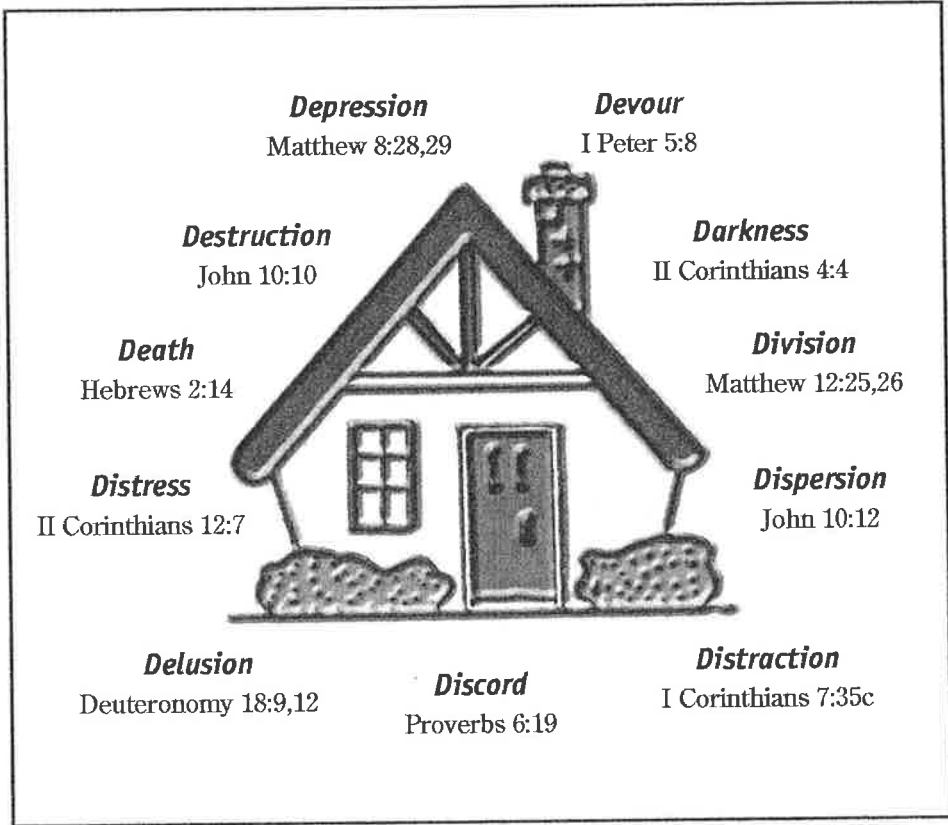 Depression
Matthew 8:28,29
Devour
I Peter 5:8
Destruction
John 10:10
Darkness
II Corinthians 4:4
Death
Hebrews 2:14
Division
Matthew 12:25,26
Distress
II Corinthians 12:7
Dispersion
John 10:12
Delusion
Deuteronomy 18:9,12
Discord
Proverbs 6:19
Distraction
I Corinthians 7:35c